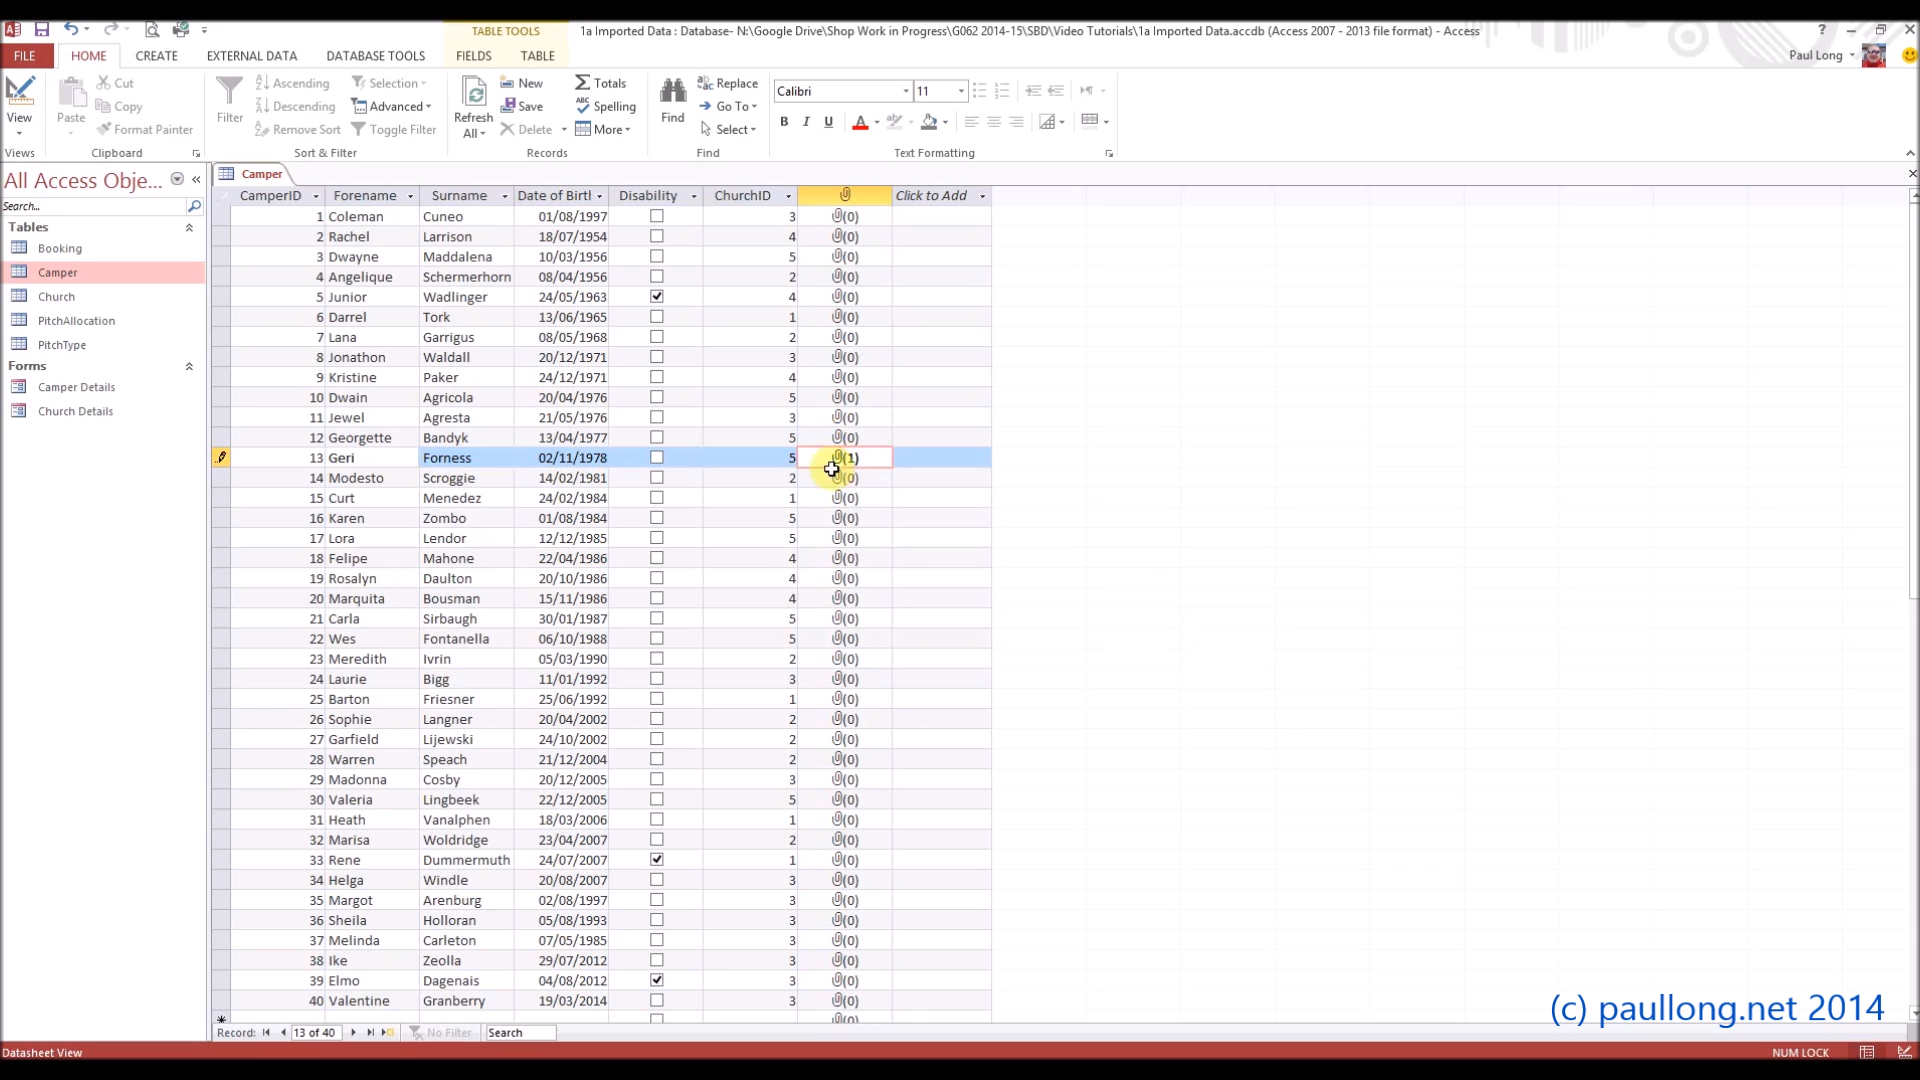 TABLE TOOLS
1a Imported Data : Database- N:\Google Drive\Shop Work in Progress\G062 2014-15\SBD\Video Tutorials\1a Imported Data.accdb (Access 2007 - 2013 file format) - Access
?
FILE HOME CREATE EXTERNAL DATA DATABASE TOOLS FIELDS TABLE Paul Long
View Paste Cut Copy Format Painter
Filter Ascending Descending Remove Sort Selection Advanced Toggle Filter
Refresh All New Save Delete Totals Spelling More
Find Replace Go To Select
Calibri 11
B I U A
Views Clipboard Sort & Filter Records Find Text Formatting
All Access Obje...
Search...
Tables
Booking
Camper
Church
PitchAllocation
PitchType
Forms
Camper Details
Church Details
Camper
CamperID Forename Surname Date of Birtl Disability ChurchID Click to Add
1 Coleman Cuneo 01/08/1997 3 (0)
2 Rachel Larrison 18/07/1954 4 (0)
3 Dwayne Maddalena 10/03/1956 5 (0)
4 Angelique Schermerhorn 08/04/1956 2 (0)
5 Junior Wadlinger 24/05/1963 4 (0)
6 Darrel Tork 13/06/1965 1 (0)
7 Lana Garrigus 08/05/1968 2 (0)
8 Jonathon Waldall 20/12/1971 3 (0)
9 Kristine Paker 24/12/1971 4 (0)
10 Dwain Agricola 20/04/1976 5 (0)
11 Jewel Agresta 21/05/1976 3 (0)
12 Georgette Bandyk 13/04/1977 5 (0)
13 Geri Forness 02/11/1978 5 (1)
14 Modesto Scroggie 14/02/1981 2 (0)
15 Curt Menedez 24/02/1984 1 (0)
16 Karen Zombo 01/08/1984 5 (0)
17 Lora Lendor 12/12/1985 5 (0)
18 Felipe Mahone 22/04/1986 4 (0)
19 Rosalyn Daulton 20/10/1986 4 (0)
20 Marquita Bousman 15/11/1986 4 (0)
21 Carla Sirbaugh 30/01/1987 5 (0)
22 Wes Fontanella 06/10/1988 5 (0)
23 Meredith Ivrin 05/03/1990 2 (0)
24 Laurie Bigg 11/01/1992 3 (0)
25 Barton Friesner 25/06/1992 1 (0)
26 Sophie Langner 20/04/2002 2 (0)
27 Garfield Lijewski 24/10/2002 2 (0)
28 Warren Speach 21/12/2004 2 (0)
29 Madonna Cosby 20/12/2005 3 (0)
30 Valeria Lingbeek 22/12/2005 5 (0)
31 Heath Vanalphen 18/03/2006 1 (0)
32 Marisa Woldridge 23/04/2007 2 (0)
33 Rene Dummermuth 24/07/2007 1 (0)
34 Helga Windle 20/08/2007 3 (0)
35 Margot Arenburg 02/08/1997 3 (0)
36 Sheila Holloran 05/08/1993 3 (0)
37 Melinda Carleton 07/05/1985 3 (0)
38 Ike Zeolla 29/07/2012 3 (0)
39 Elmo Dagenais 04/08/2012 3 (0)
40 Valentine Granberry 19/03/2014 3 (0)
(0)
(c) paullong.net 2014
Record: 13 of 40 No Filter Search
Datasheet View NUM LOCK